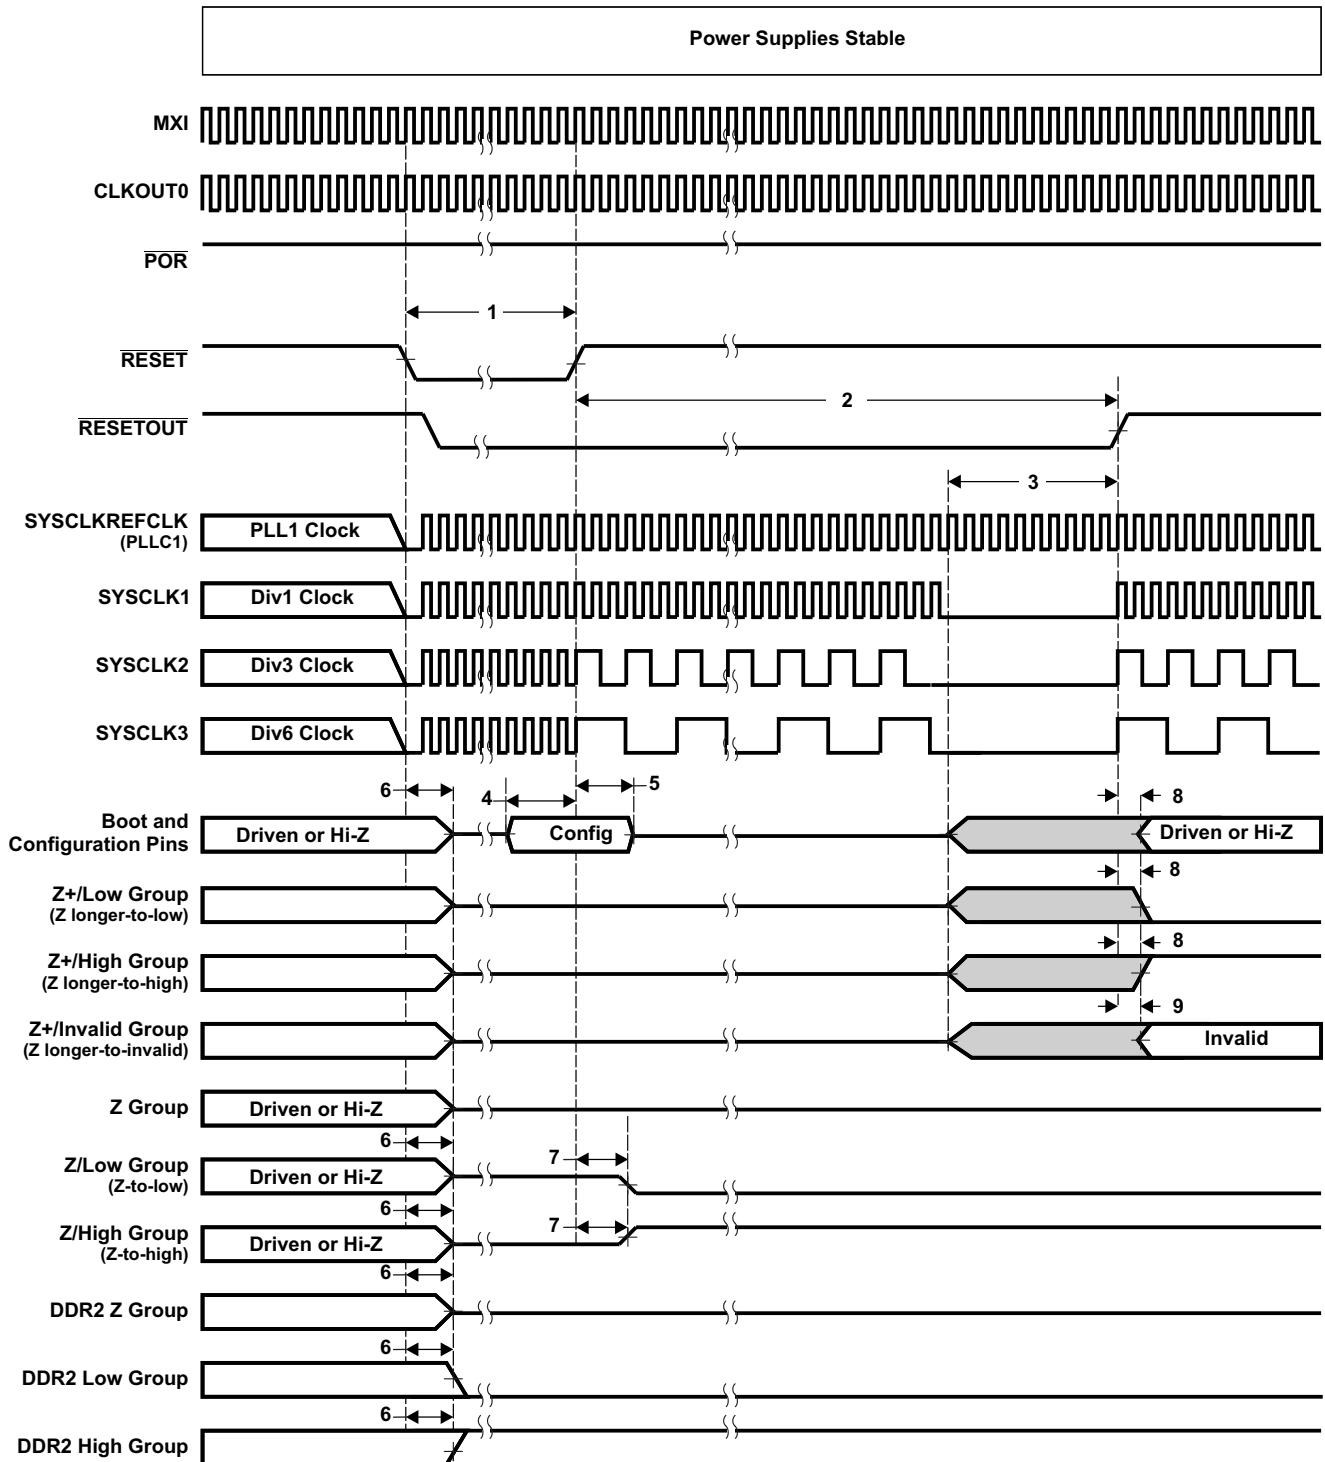 Power Supplies Stable
MXI
CLKOUT0
POR
1
RESET
2
RESETOUT
3
SYSCLKREFCLK
(PLLC1)
PLL1 Clock
SYSCLK1
Div1 Clock
SYSCLK2
Div3 Clock
SYSCLK3
Div6 Clock
6
4
5
8
Boot and
Configuration Pins
Driven or Hi-Z
Config
Driven or Hi-Z
8
Z+/Low Group
(Z longer-to-low)
8
Z+/High Group
(Z longer-to-high)
9
Z+/Invalid Group
(Z longer-to-invalid)
Invalid
Z Group
Driven or Hi-Z
6
7
Z/Low Group
(Z-to-low)
Driven or Hi-Z
6
7
Z/High Group
(Z-to-high)
Driven or Hi-Z
6
DDR2 Z Group
6
DDR2 Low Group
6
DDR2 High Group